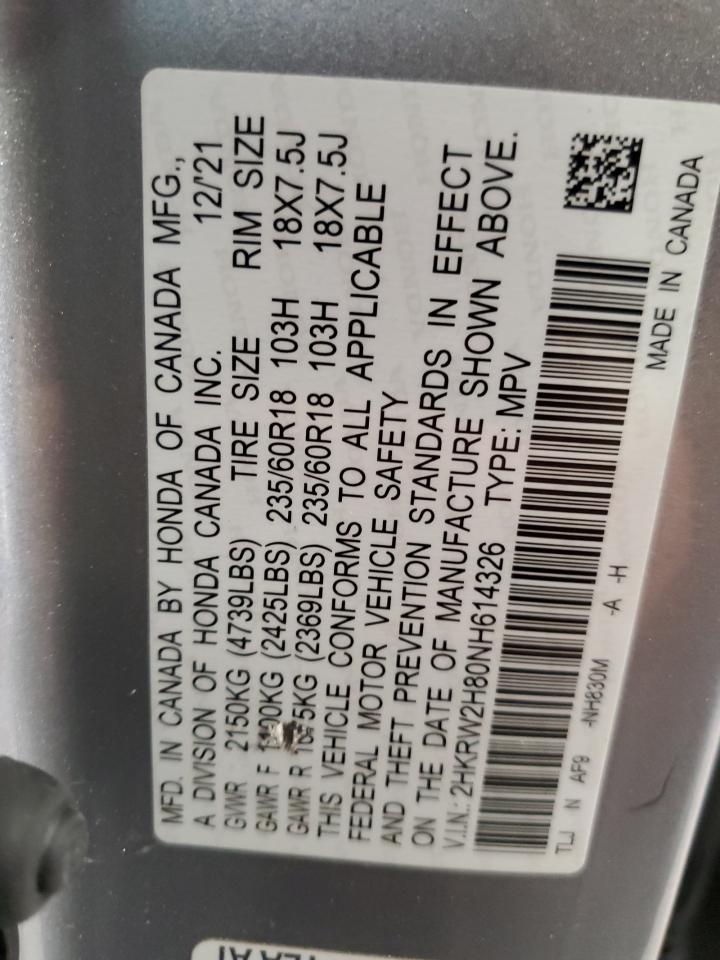 MFD. IN CANADA BY HONDA OF CANADA MFG.,
A DIVISION OF HONDA CANADA INC. 12/'21
GVWR 2150KG (4739LBS) TIRE SIZE RIM SIZE
GAWR F (2425LBS) 235/60R18 103H 18X7.5J
GAWR R (2369LBS) 235/60R18 103H 18X7.5J
THIS VEHICLE CONFORMS TO ALL APPLICABLE
FEDERAL MOTOR VEHICLE SAFETY
AND THEFT PREVENTION STANDARDS IN EFFECT
ON THE DATE OF MANUFACTURE SHOWN ABOVE.
V.I.N.: 2HKRW2H80NH614326 TYPE: MPV
TLJ N AF9 -NH830M -A -H
MADE IN CANADA